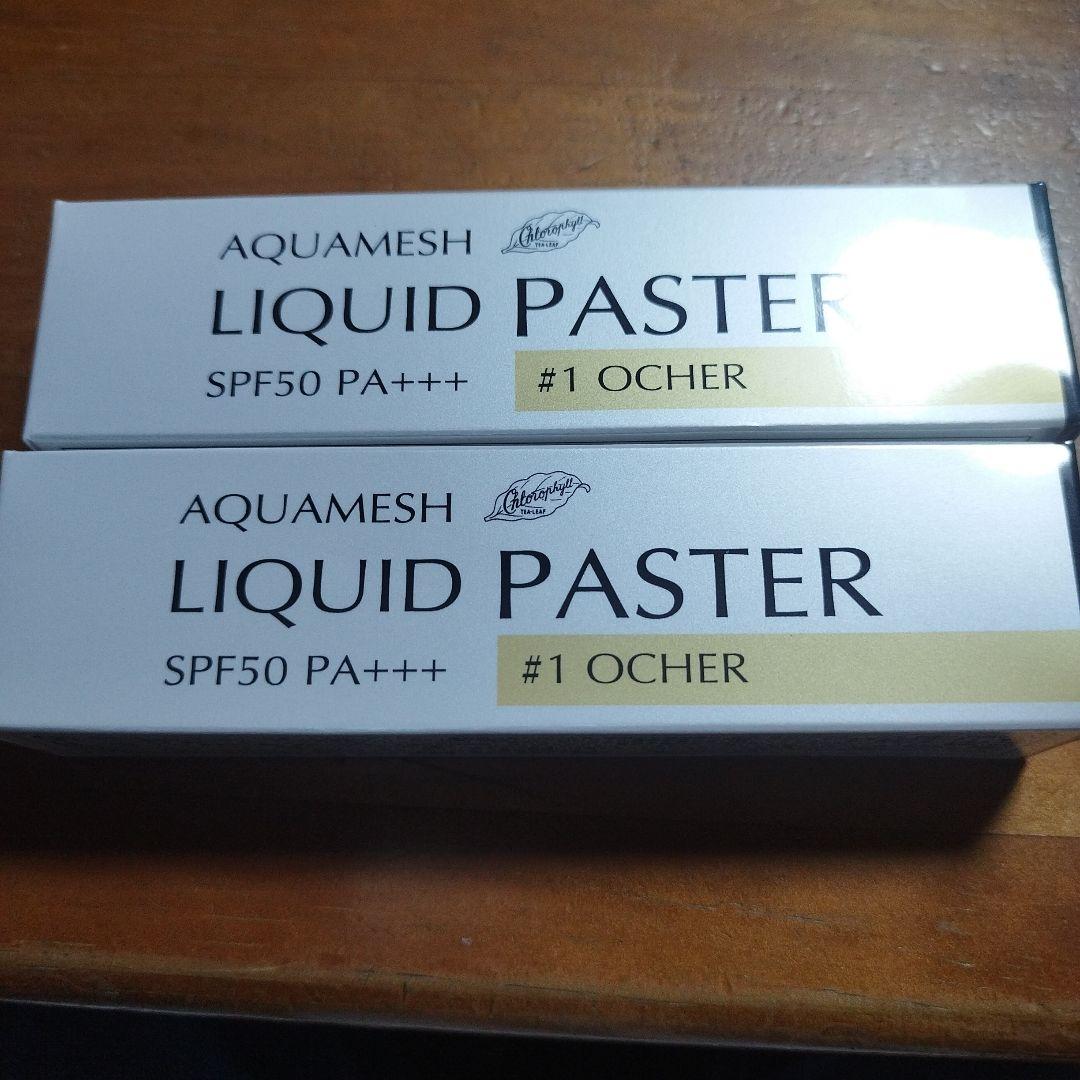 AQUAMESH Chlorophyll
TEA-LEAF
LIQUID PASTER
SPF50 PA+++ #1 OCHER
AQUAMESH Chlorophyll
TEA-LEAF
LIQUID PASTER
SPF50 PA+++ #1 OCHER